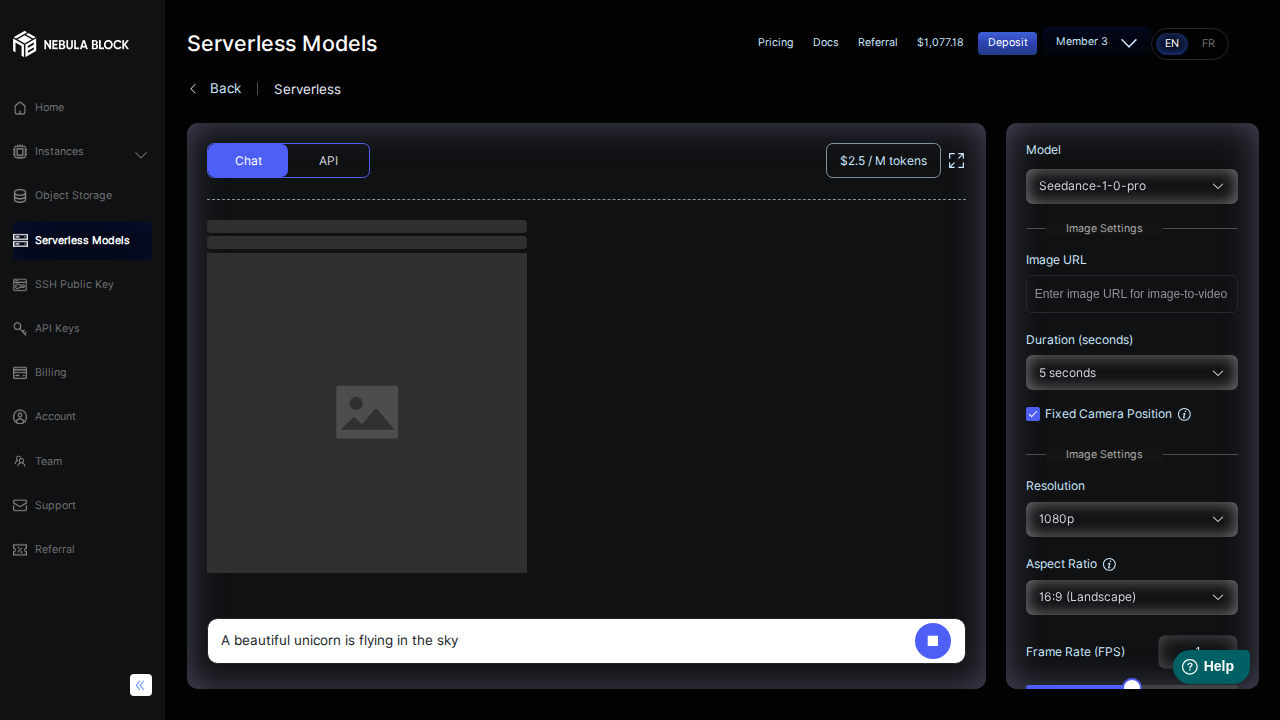 NEBULA BLOCK
Home
Instances
Object Storage
Serverless Models
SSH Public Key
API Keys
Billing
Account
Team
Support
Referral
Serverless Models
Pricing
Docs
Referral
$1,077.18
Deposit
Member 3
EN
FR
Back
Serverless
Chat
API
$2.5 / M tokens
A beautiful unicorn is flying in the sky
Model
Seedance-1-0-pro
Image Settings
Image URL
Enter image URL for image-to-video
Duration (seconds)
5 seconds
Fixed Camera Position
Image Settings
Resolution
1080p
Aspect Ratio
16:9 (Landscape)
Frame Rate (FPS)
Help